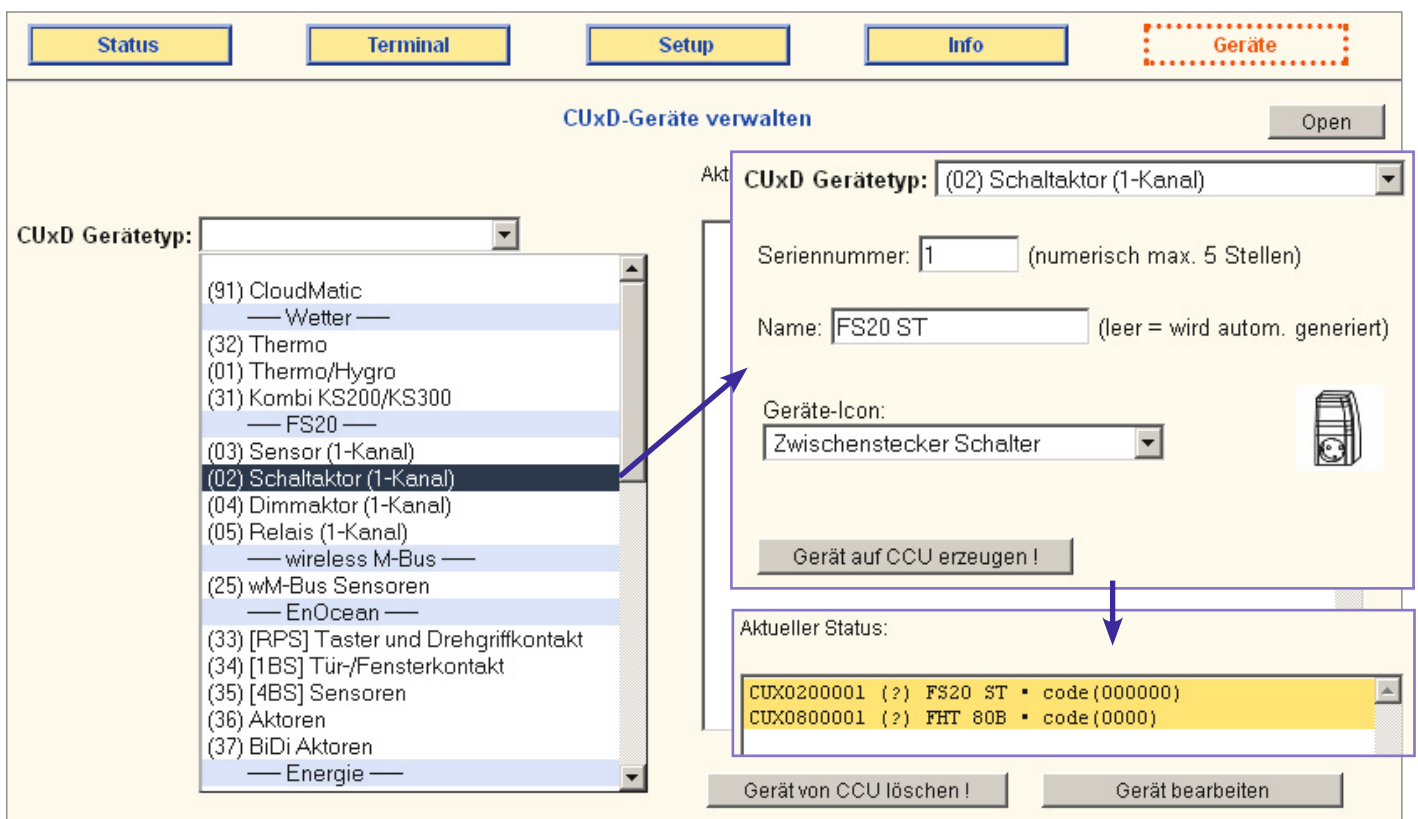 Status Terminal Setup Info Geräte
CUxD-Geräte verwalten
Open
CUxD Gerätetyp:
(91) CloudMatic
Wetter
(32) Thermo
(01) Thermo/Hygro
(31) Kombi KS200/KS300
FS20
(03) Sensor (1-Kanal)
(02) Schaltaktor (1-Kanal)
(04) Dimmaktor (1-Kanal)
(05) Relais (1-Kanal)
wireless M-Bus
(25) wM-Bus Sensoren
EnOcean
(33) [RPS] Taster und Drehgriffkontakt
(34) [1BS] Tür-/Fensterkontakt
(35) [4BS] Sensoren
(36) Aktoren
(37) BiDi Aktoren
Energie
Akt
CUxD Gerätetyp: (02) Schaltaktor (1-Kanal)
Seriennummer: 1 (numerisch max. 5 Stellen)
Name: FS20 ST (leer = wird autom. generiert)
Geräte-Icon:
Zwischenstecker Schalter
Gerät auf CCU erzeugen !
Aktueller Status:
CUX0200001 (?) FS20 ST ▪ code(000000)
CUX0800001 (?) FHT 80B ▪ code(0000)
Gerät von CCU löschen ! Gerät bearbeiten